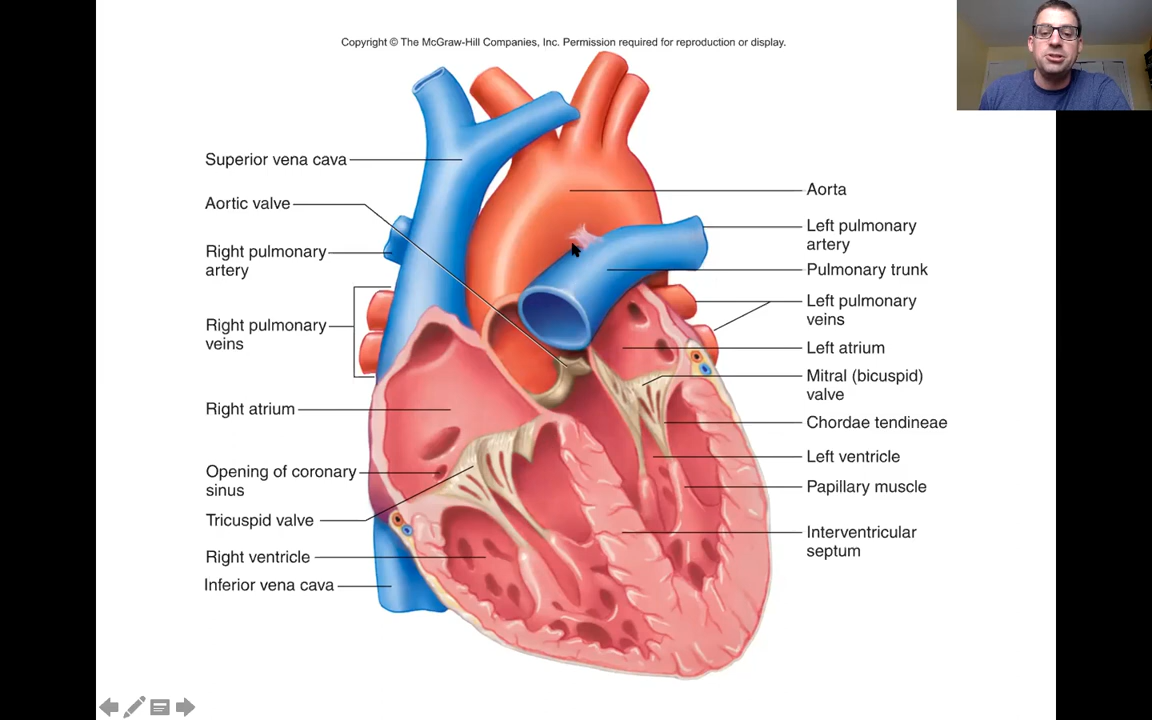 Copyright © The McGraw-Hill Companies, Inc. Permission required for reproduction or display.
Superior vena cava
Aortic valve
Right pulmonary
artery
Right pulmonary
veins
Right atrium
Opening of coronary
sinus
Tricuspid valve
Right ventricle
Inferior vena cava
Aorta
Left pulmonary
artery
Pulmonary trunk
Left pulmonary
veins
Left atrium
Mitral (bicuspid)
valve
Chordae tendineae
Left ventricle
Papillary muscle
Interventricular
septum